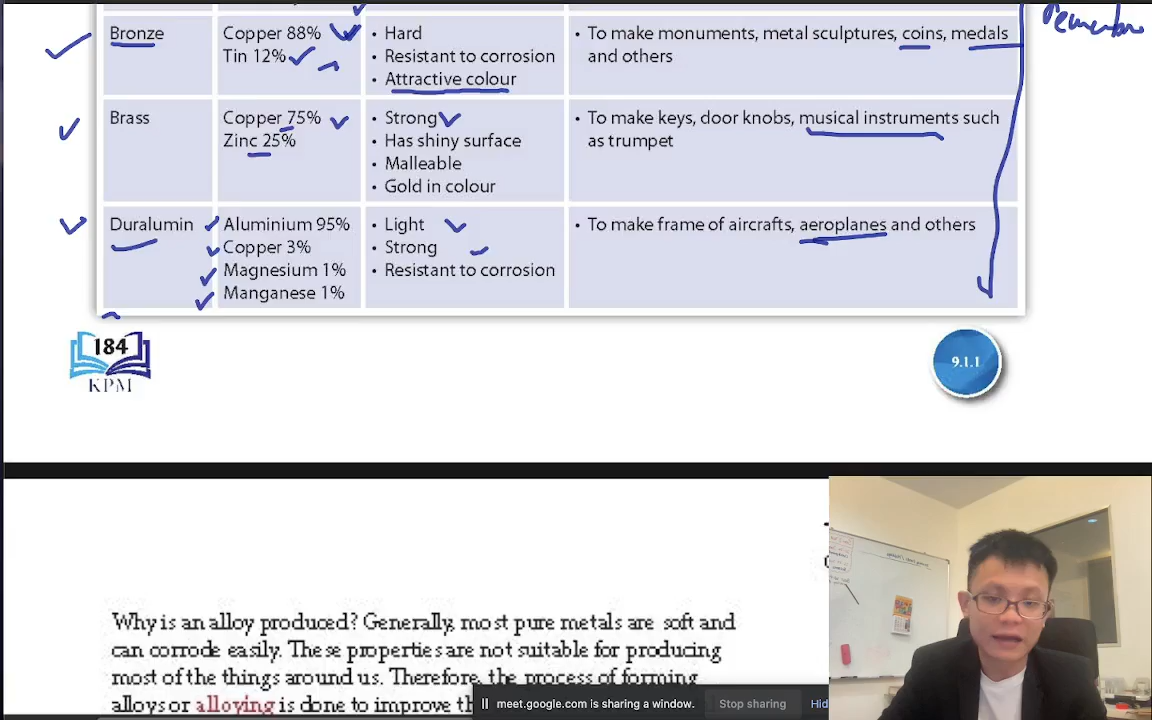 remember
Bronze
Copper 88%
Tin 12%
• Hard
• Resistant to corrosion
• Attractive colour
• To make monuments, metal sculptures, coins, medals
and others
Brass
Copper 75%
Zinc 25%
• Strong
• Has shiny surface
• Malleable
• Gold in colour
• To make keys, door knobs, musical instruments such
as trumpet
Duralumin
Aluminium 95%
Copper 3%
Magnesium 1%
Manganese 1%
• Light
• Strong
• Resistant to corrosion
• To make frame of aircrafts, aeroplanes and others
184
KPM
9.1.1
Why is an alloy produced? Generally, most pure metals are soft and
can corrode easily. These properties are not suitable for producing
most of the things around us. Therefore, the process of forming
alloys or alloying is done to improve
meet.google.com is sharing a window.
Stop sharing
Hid